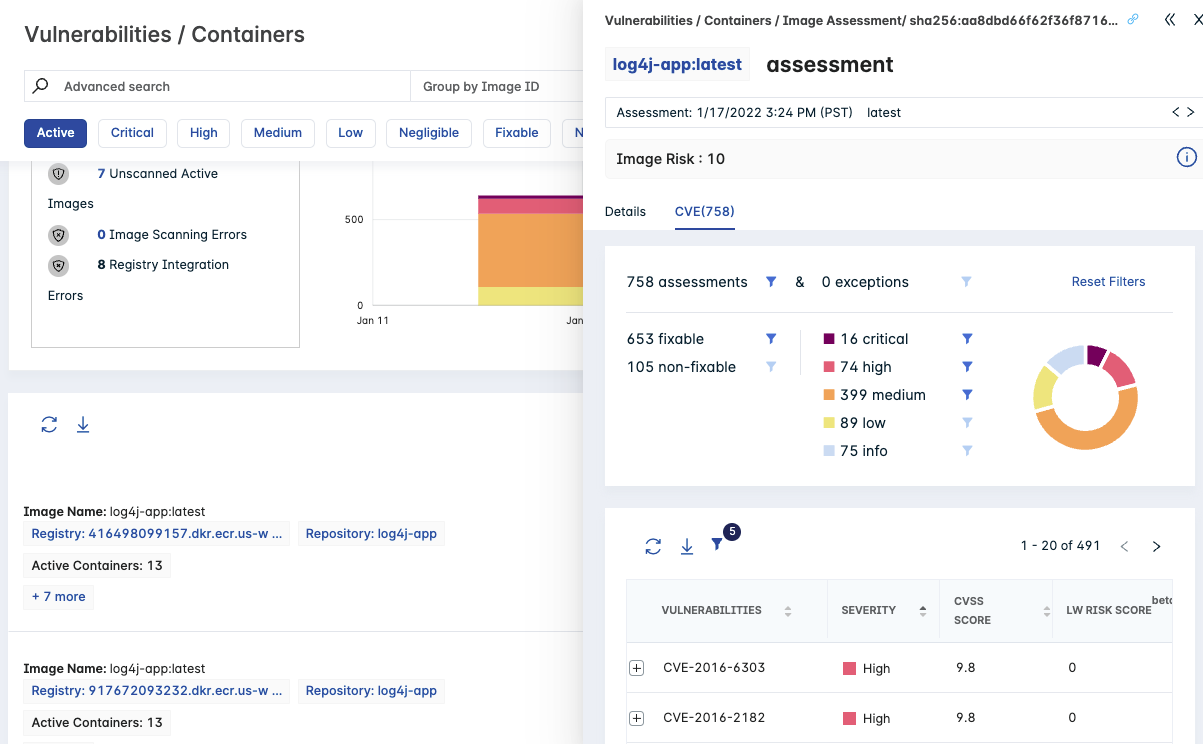 Vulnerabilities / Containers
Advanced search
Group by Image ID
Active
Critical
High
Medium
Low
Negligible
Fixable
N
7 Unscanned Active
Images
0 Image Scanning Errors
8 Registry Integration
Errors
500
0
Jan 11
Jan
Image Name: log4j-app:latest
Registry: 416498099157.dkr.ecr.us-w ...
Repository: log4j-app
Active Containers: 13
+ 7 more
Image Name: log4j-app:latest
Registry: 917672093232.dkr.ecr.us-w ...
Repository: log4j-app
Active Containers: 13
Vulnerabilities / Containers / Image Assessment/ sha256:aa8dbd66f62f36f8716...
log4j-app:latest assessment
Assessment: 1/17/2022 3:24 PM (PST) latest
Image Risk : 10
Details
CVE(758)
758 assessments & 0 exceptions
Reset Filters
653 fixable
105 non-fixable
16 critical
74 high
399 medium
89 low
75 info
5
1 - 20 of 491
VULNERABILITIES
SEVERITY
CVSS
SCORE
LW RISK SCORE
CVE-2016-6303 High 9.8 0
CVE-2016-2182 High 9.8 0